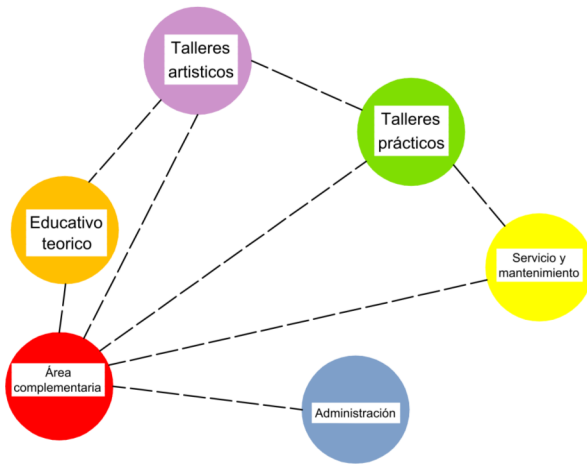 Talleres
artisticos
Talleres
prácticos
Educativo
teorico
Servicio y
mantenimiento
Área
complementaria
Administración